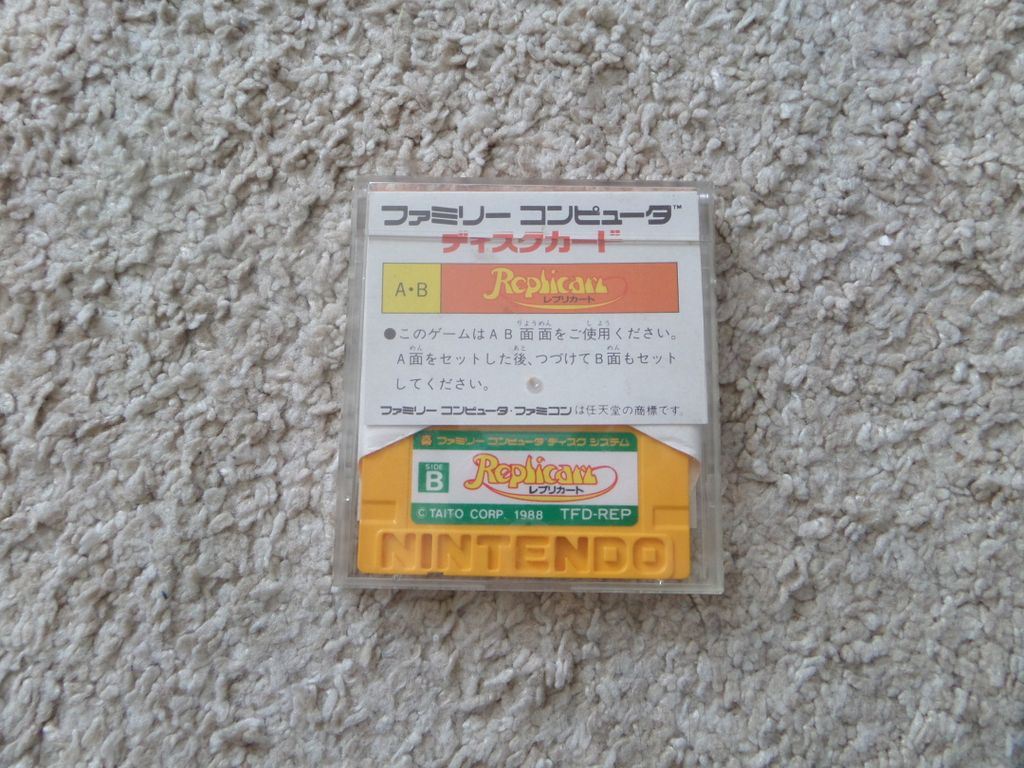 ファミリー コンピュータ™
ディスクカード
A・B
Replicart
レプリカート
●このゲームはＡＢ面面をご使用ください。
Ａ面をセットした後、つづけてＢ面もセット
してください。
ファミリー コンピュータ・ファミコンは任天堂の商標です。
ファミリー コンピュータ ディスク システム
SIDE
B
Replicart
レプリカート
© TAITO CORP. 1988 TFD-REP
NINTENDO